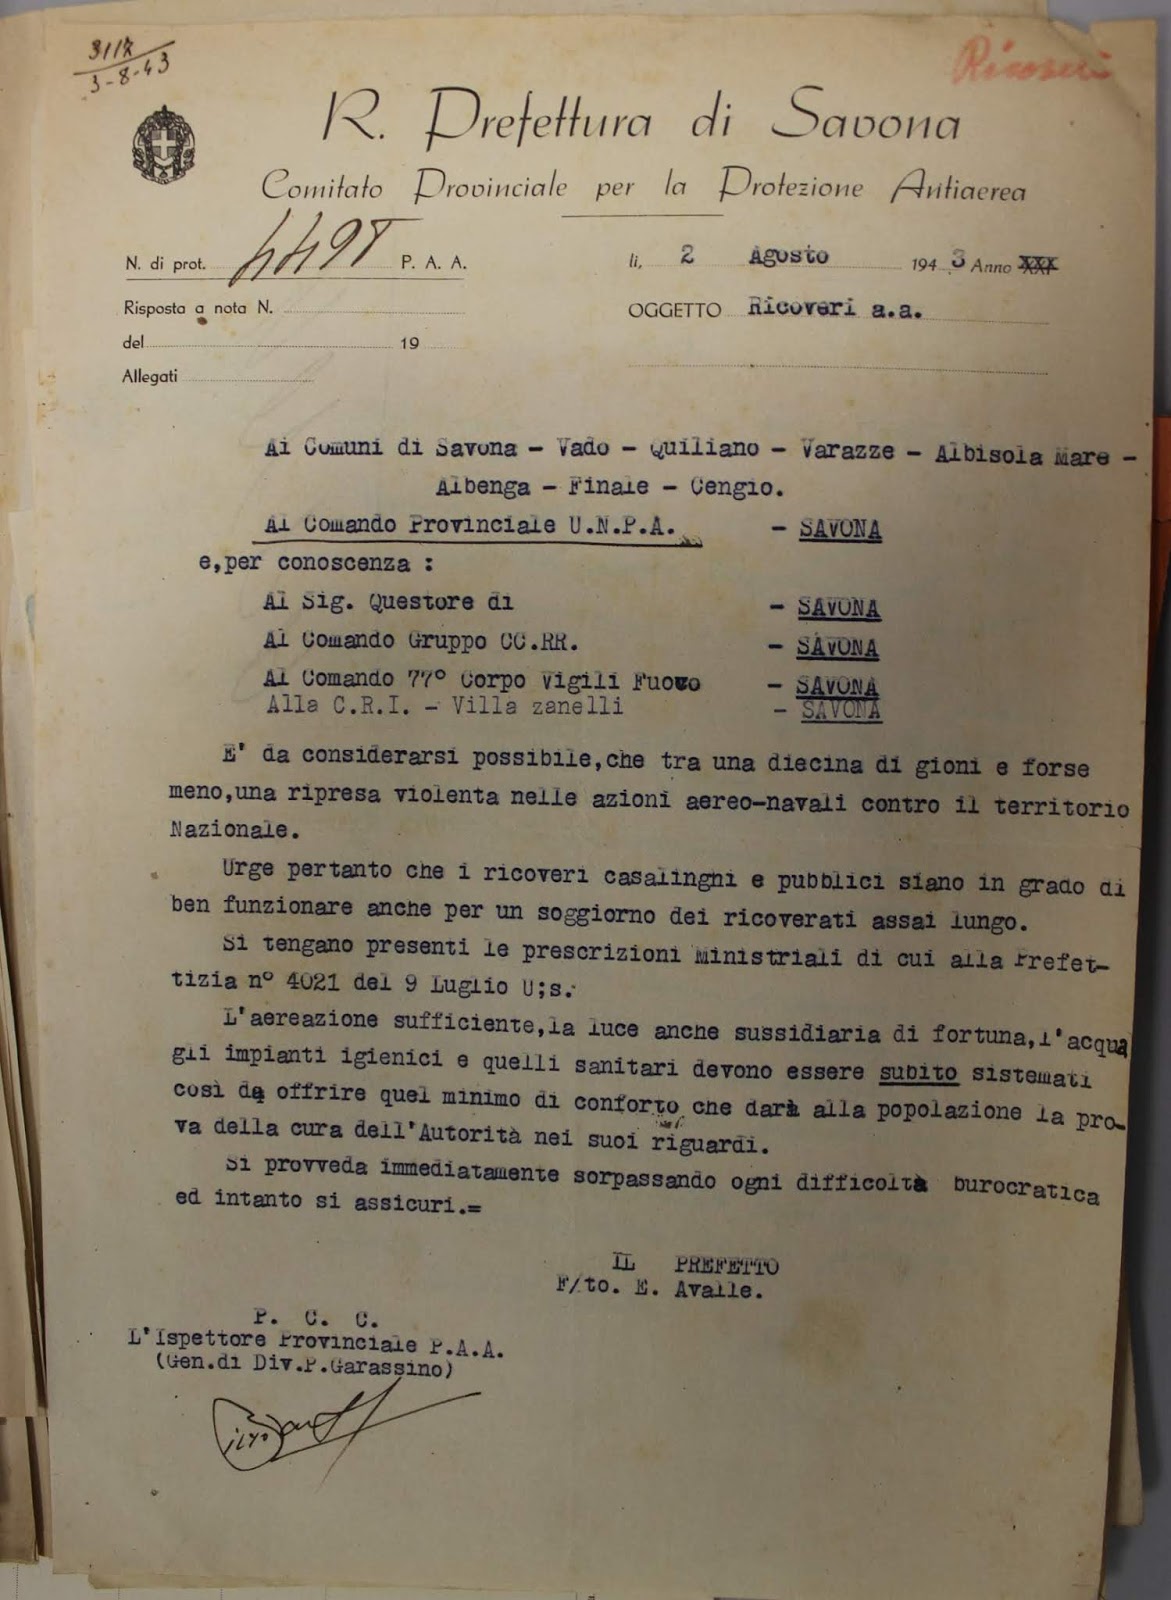 3-8-43
Ricoveri
R. Prefettura di Savona
Comitato Provinciale per la Protezione Antiaerea
N. di prot. P. A. A.
li, 2 Agosto 1943 Anno XXI
Risposta a nota N.
OGGETTO Ricoveri a.a.
del 19
Allegati
Ai Comuni di Savona - Vado - Quiliano - Varazze - Albisola Mare -
Albenga - Finale - Cengio.
Al Comando Provinciale U.N.P.A. - SAVONA
e,per conoscenza :
Al Sig. Questore di - SAVONA
Al Comando Gruppo CC.RR. - SAVONA
Al Comando 77° Corpo Vigili Fuoco - SAVONA
Alla C.R.I. - Villa zanelli - SAVONA
E' da considerarsi possibile,che tra una diecina di gioni e forse
meno,una ripresa violenta nelle azioni aereo-navali contro il territorio
Nazionale.
Urge pertanto che i ricoveri casalinghi e pubblici siano in grado di
ben funzionare anche per un soggiorno dei ricoverati assai lungo.
Si tengano presenti le prescrizioni Ministriali di cui alla Prefet-
tizia n° 4021 del 9 Luglio U;s.
L'aereazione sufficiente,la luce anche sussidiaria di fortuna,l'acqua
gli impianti igienici e quelli sanitari devono essere subito sistemati
così da offrire quel minimo di conforto che darà alla popolazione la pro-
va della cura dell'Autorità nei suoi riguardi.
Si provveda immediatamente sorpassando ogni difficoltà burocratica
ed intanto si assicuri.=
IL PREFETTO
F/to. E. Avalle.
P. C. C.
L'Ispettore Provinciale P.A.A.
(Gen.di Div.P.Garassino)